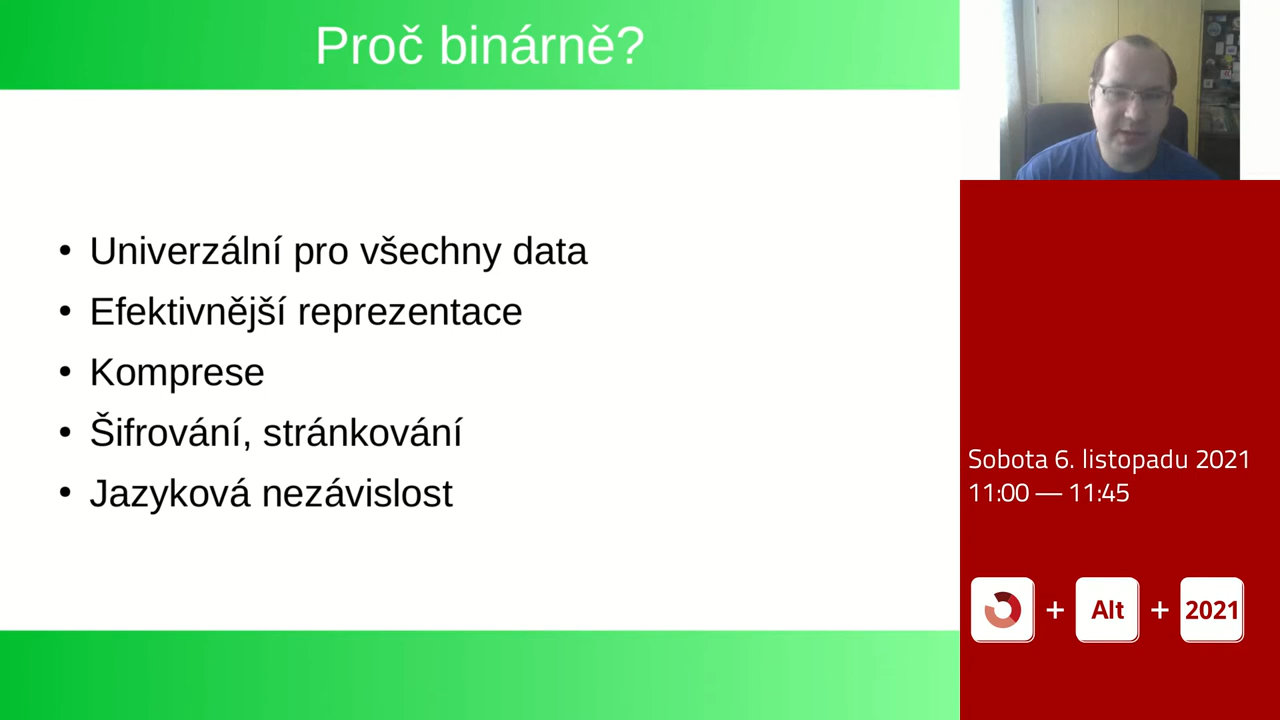 Proč binárně?
Univerzální pro všechny data
Efektivnější reprezentace
Komprese
Šifrování, stránkování
Jazyková nezávislost
Sobota 6. listopadu 2021
11:00 — 11:45
+ Alt + 2021